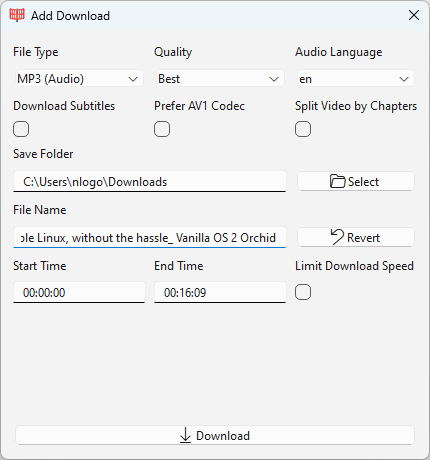 Add Download
File Type Quality Audio Language
MP3 (Audio) Best en
Download Subtitles Prefer AV1 Codec Split Video by Chapters
Save Folder
C:\Users\nlogo\Downloads Select
File Name
Linux, without the hassle_ Vanilla OS 2 Orchid Revert
Start Time End Time Limit Download Speed
00:00:00 00:16:09
Download